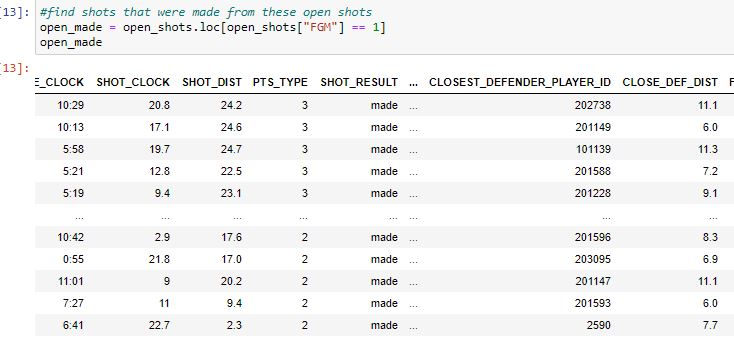 [13]: #find shots that were made from these open shots
open_made = open_shots.loc[open_shots["FGM"] == 1]
open_made
[13]:
E_CLOCK SHOT_CLOCK SHOT_DIST PTS_TYPE SHOT_RESULT ... CLOSEST_DEFENDER_PLAYER_ID CLOSE_DEF_DIST F
10:29 20.8 24.2 3 made ... 202738 11.1
10:13 17.1 24.6 3 made ... 201149 6.0
5:58 19.7 24.7 3 made ... 101139 11.3
5:21 12.8 22.5 3 made ... 201588 7.2
5:19 9.4 23.1 3 made ... 201228 9.1
... ... ... ... ... ... ... ...
10:42 2.9 17.6 2 made ... 201596 8.3
0:55 21.8 17.0 2 made ... 203095 6.9
11:01 9 20.2 2 made ... 201147 11.1
7:27 11 9.4 2 made ... 201593 6.0
6:41 22.7 2.3 2 made ... 2590 7.7